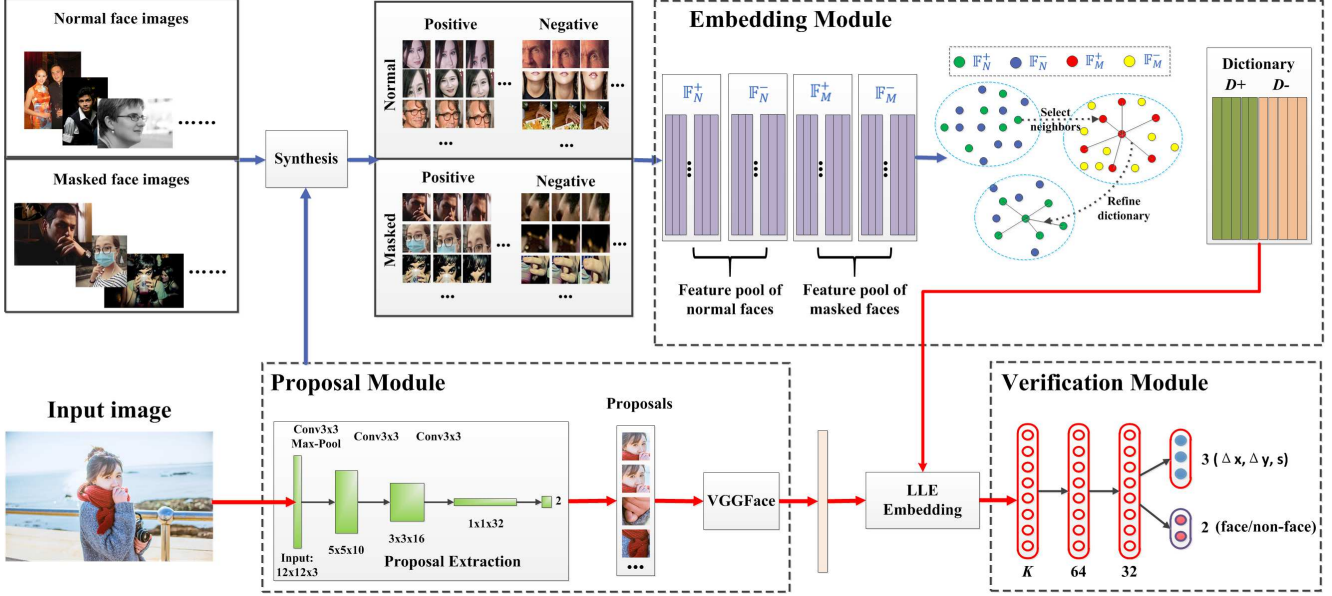 Normal face images
......
Masked face images
......
Synthesis
Positive
Negative
Normal
...
...
...
...
Positive
Negative
Masked
...
...
...
...
Embedding Module
𝔽N+
𝔽N-
𝔽M+
𝔽M-
Feature pool of
normal faces
Feature pool of
masked faces
𝔽N+
𝔽N-
𝔽M+
𝔽M-
Select
neighbors
Refine
dictionary
Dictionary
D+
D-
Input image
Proposal Module
Conv3x3
Max-Pool
Conv3x3
Conv3x3
Input:
12x12x3
5x5x10
3x3x16
1x1x32
2
Proposal Extraction
Proposals
...
VGGFace
LLE
Embedding
Verification Module
K
64
32
3 ( Δ x, Δ y, s)
2 (face/non-face)